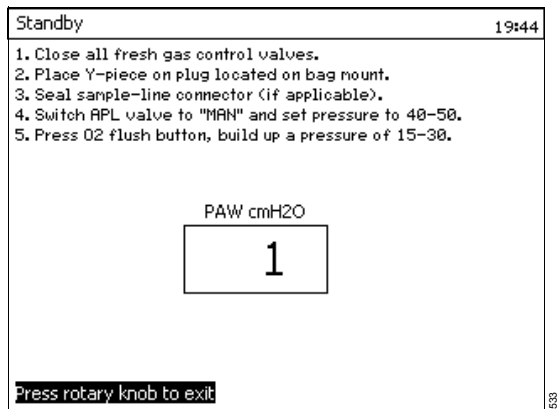 Standby 19:44
1. Close all fresh gas control valves.
2. Place Y-piece on plug located on bag mount.
3. Seal sample-line connector (if applicable).
4. Switch APL valve to "MAN" and set pressure to 40-50.
5. Press O2 flush button, build up a pressure of 15-30.
PAW cmH2O
1
Press rotary knob to exit
533